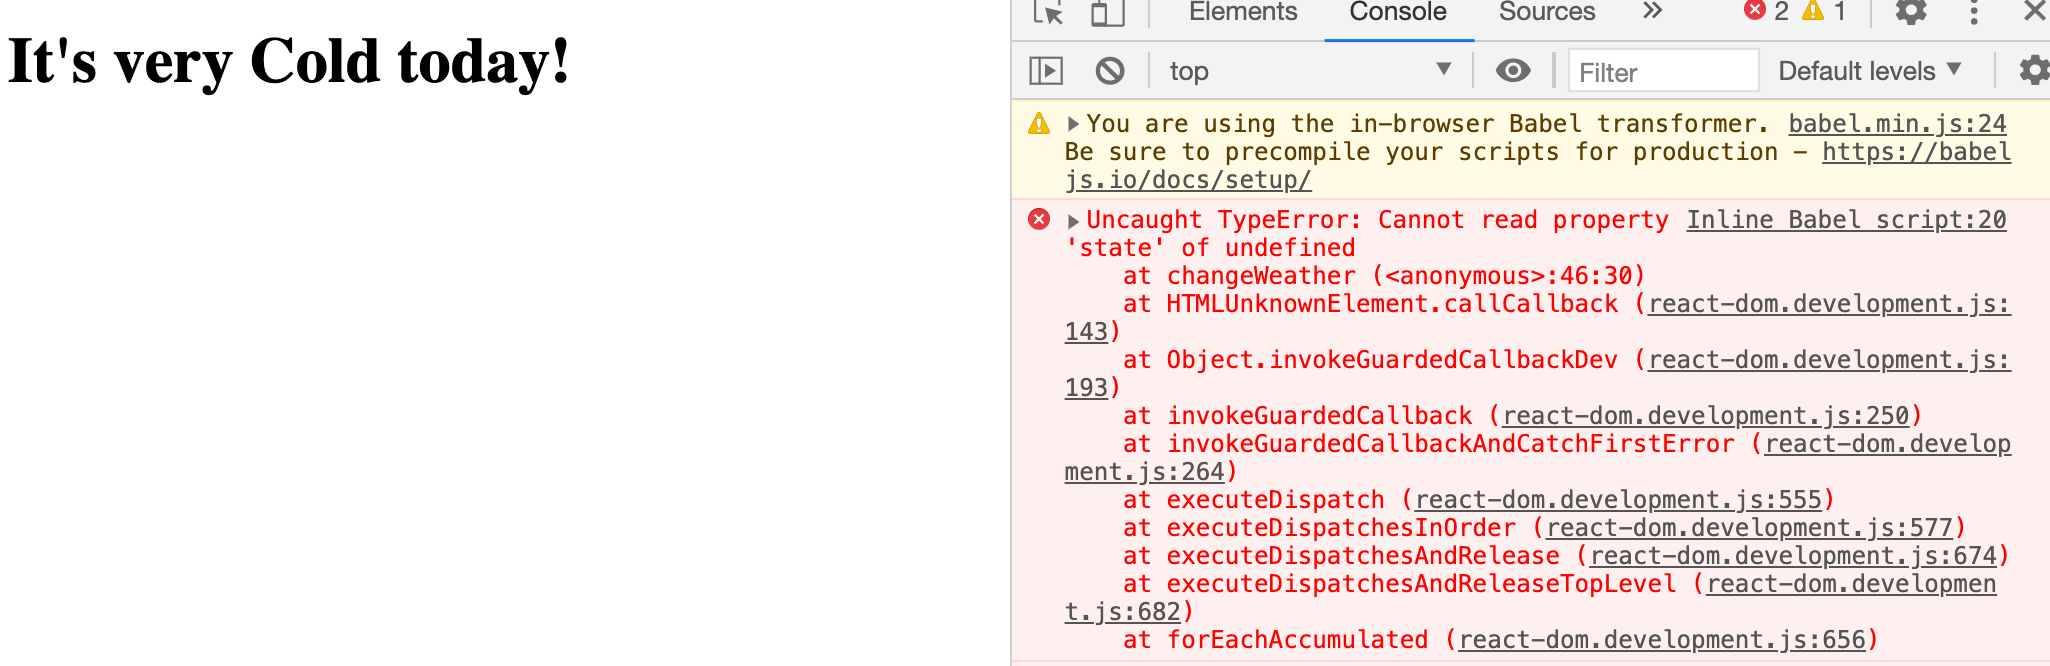 It's very Cold today!
Elements Console Sources 2 1
top Filter Default levels
You are using the in-browser Babel transformer. babel.min.js:24
Be sure to precompile your scripts for production – https://babel
js.io/docs/setup/
Uncaught TypeError: Cannot read property Inline Babel script:20
'state' of undefined
at changeWeather (<anonymous>:46:30)
at HTMLUnknownElement.callCallback (react-dom.development.js:
143)
at Object.invokeGuardedCallbackDev (react-dom.development.js:
193)
at invokeGuardedCallback (react-dom.development.js:250)
at invokeGuardedCallbackAndCatchFirstError (react-dom.develop
ment.js:264)
at executeDispatch (react-dom.development.js:555)
at executeDispatchesInOrder (react-dom.development.js:577)
at executeDispatchesAndRelease (react-dom.development.js:674)
at executeDispatchesAndReleaseTopLevel (react-dom.developmen
t.js:682)
at forEachAccumulated (react-dom.development.js:656)